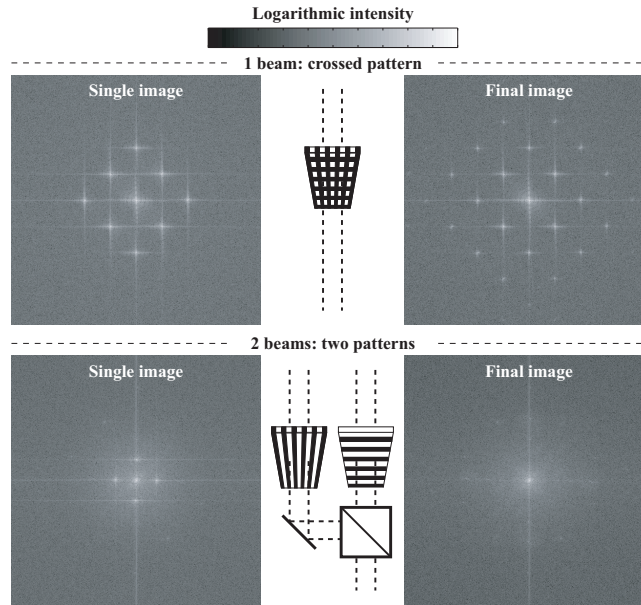 Logarithmic intensity
1 beam: crossed pattern
Single image
Final image
2 beams: two patterns
Single image
Final image